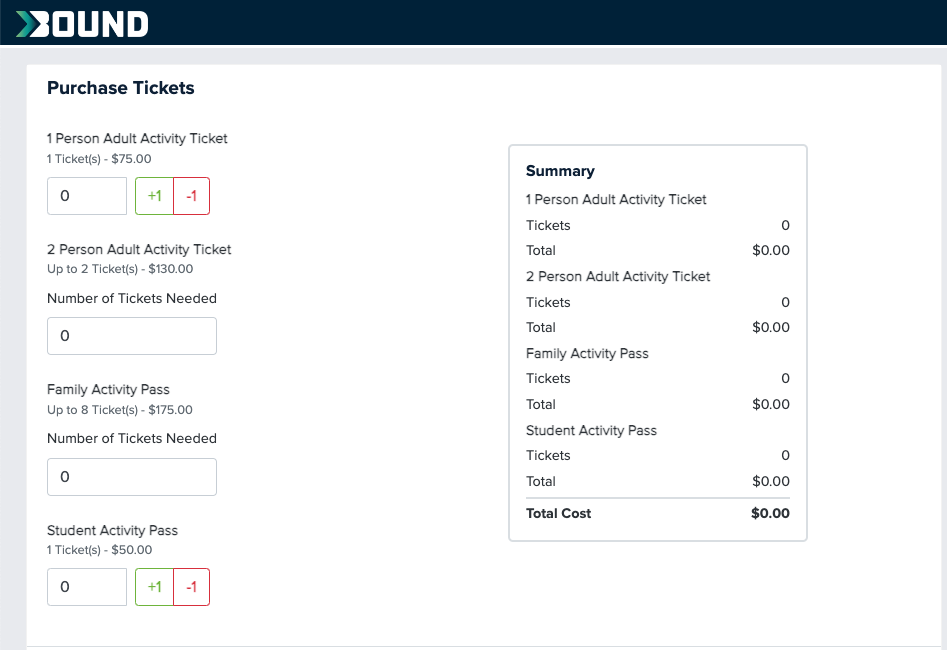 BOUND
Purchase Tickets
1 Person Adult Activity Ticket
1 Ticket(s) - $75.00
0
+1
-1
2 Person Adult Activity Ticket
Up to 2 Ticket(s) - $130.00
Number of Tickets Needed
0
Family Activity Pass
Up to 8 Ticket(s) - $175.00
Number of Tickets Needed
0
Student Activity Pass
1 Ticket(s) - $50.00
0
+1
-1
Summary
1 Person Adult Activity Ticket
Tickets 0
Total $0.00
2 Person Adult Activity Ticket
Tickets 0
Total $0.00
Family Activity Pass
Tickets 0
Total $0.00
Student Activity Pass
Tickets 0
Total $0.00
Total Cost $0.00